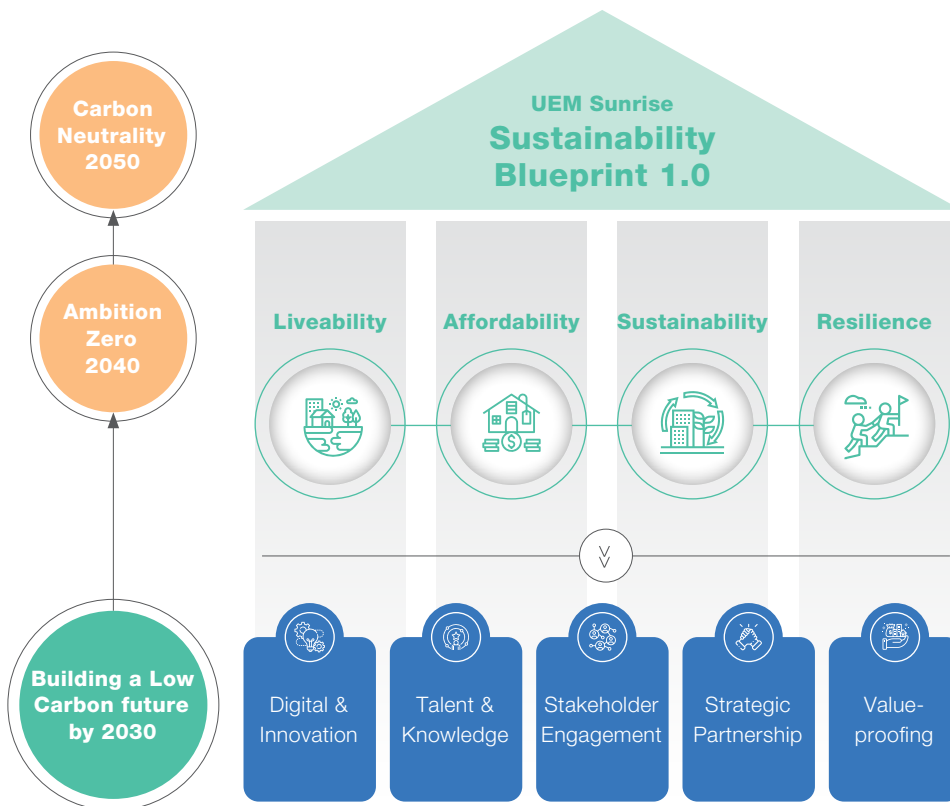 Carbon
Neutrality
2050
Ambition
Zero
2040
Building a Low
Carbon future
by 2030
UEM Sunrise
Sustainability
Blueprint 1.0
Liveability
Affordability
Sustainability
Resilience
$
Digital &
Innovation
Talent &
Knowledge
Stakeholder
Engagement
Strategic
Partnership
Value-
proofing